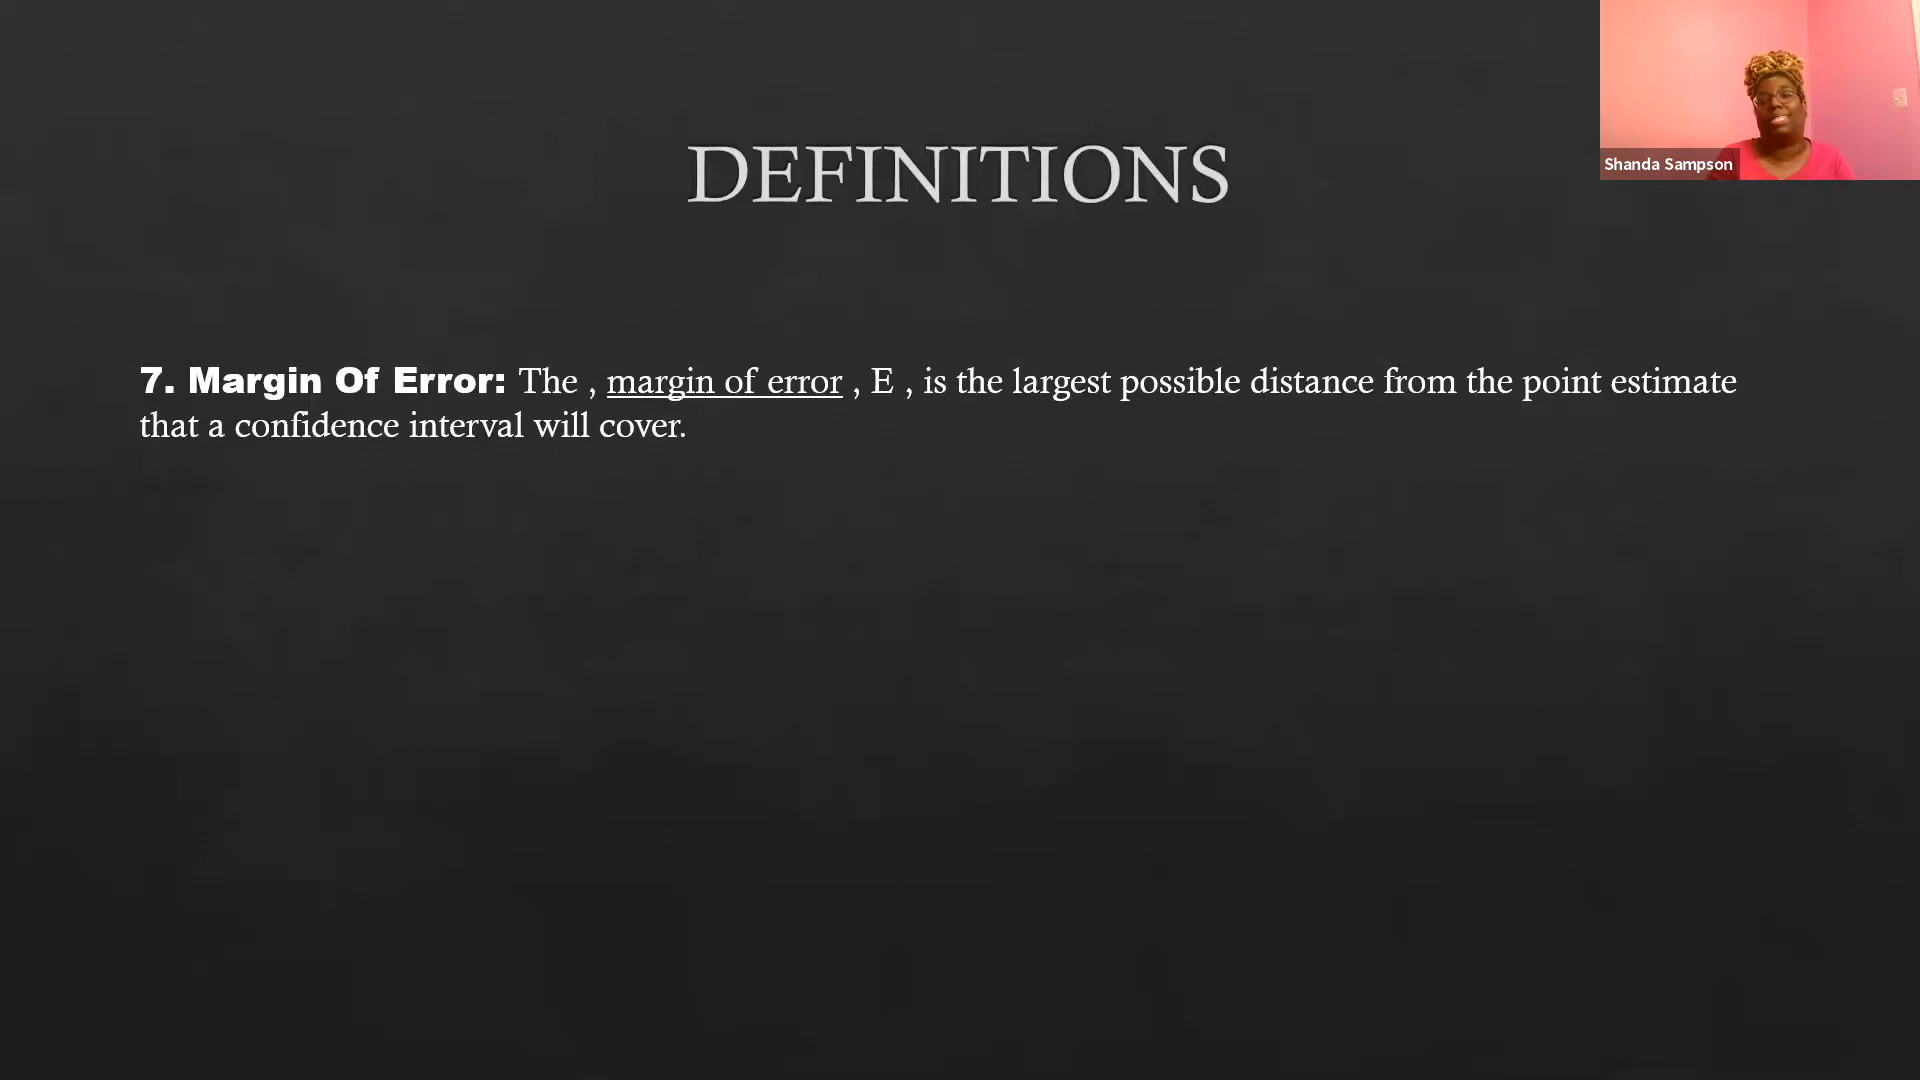 Shanda Sampson
DEFINITIONS
7. Margin Of Error: The , margin of error , E , is the largest possible distance from the point estimate
that a confidence interval will cover.